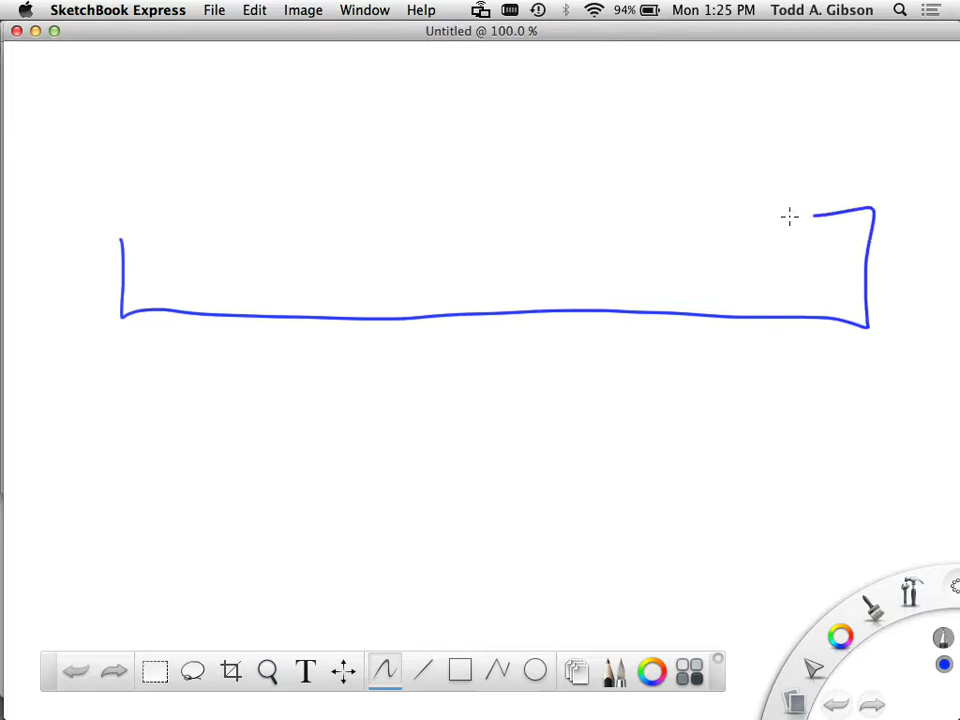 SketchBook Express File Edit Image Window Help 94% Mon 1:25 PM Todd A. Gibson
Untitled @ 100.0 %
T